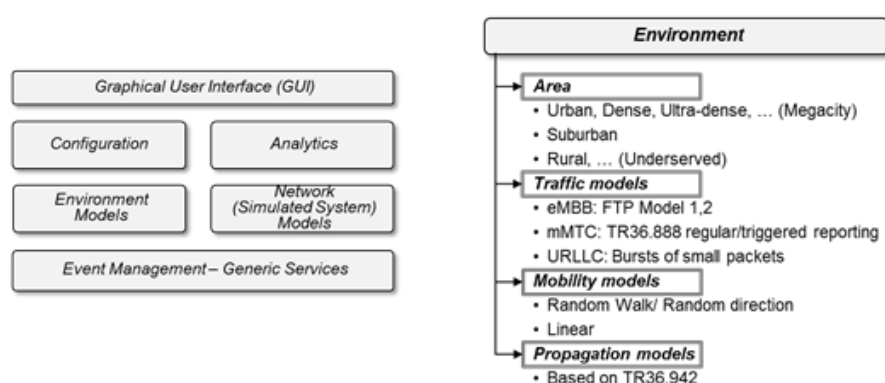 Graphical User Interface (GUI)
Configuration
Analytics
Environment
Models
Network
(Simulated System)
Models
Event Management – Generic Services
Environment
Area
• Urban, Dense, Ultra-dense, … (Megacity)
• Suburban
• Rural, … (Underserved)
Traffic models
• eMBB: FTP Model 1,2
• mMTC: TR36.888 regular/triggered reporting
• URLLC: Bursts of small packets
Mobility models
• Random Walk/ Random direction
• Linear
Propagation models
• Based on TR36.942